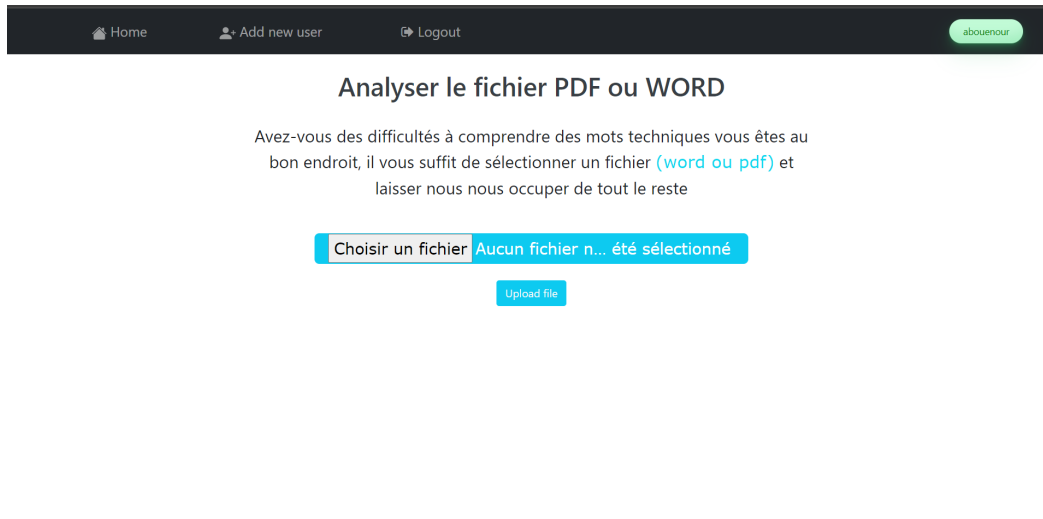 Home Add new user Logout abouenour
Analyser le fichier PDF ou WORD
Avez-vous des difficultés à comprendre des mots techniques vous êtes au
bon endroit, il vous suffit de sélectionner un fichier (word ou pdf) et
laisser nous nous occuper de tout le reste
Choisir un fichier Aucun fichier n... été sélectionné
Upload file